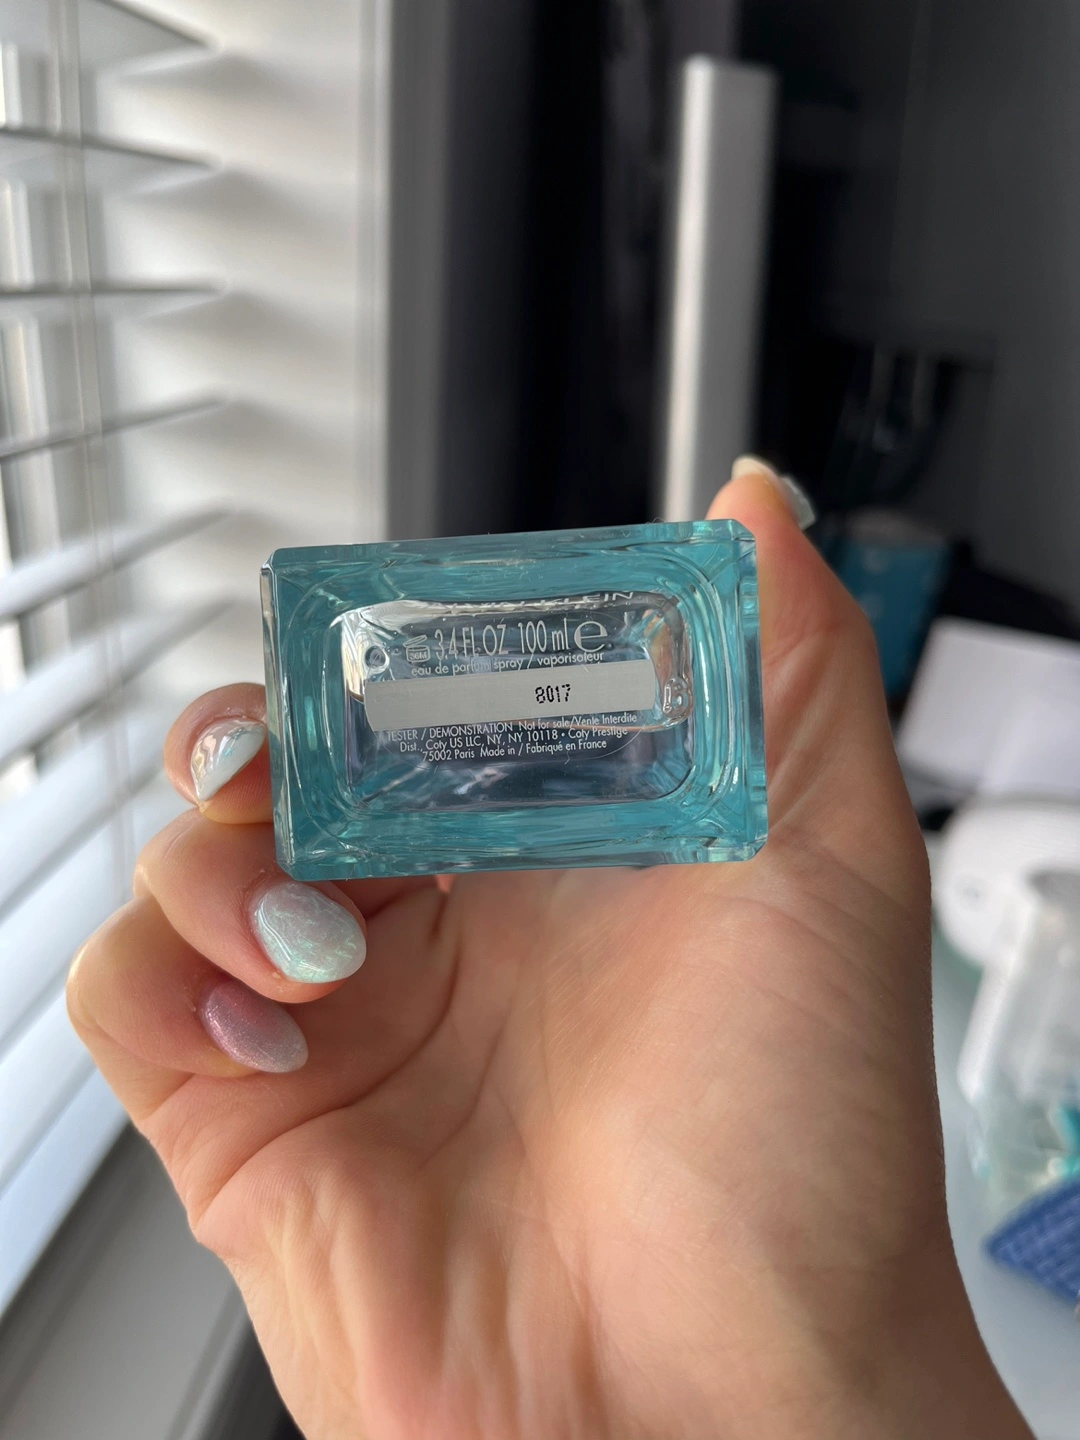 KLEIN
3.4 FL.OZ 100 ml e
eau de parfum spray / vaporisateur
8017
TESTER / DEMONSTRATION Not for sale/Vente Interdite
Dist. Coty US LLC, NY, NY 10118 • Coty Prestige
75002 Paris Made in / Fabriqué en France